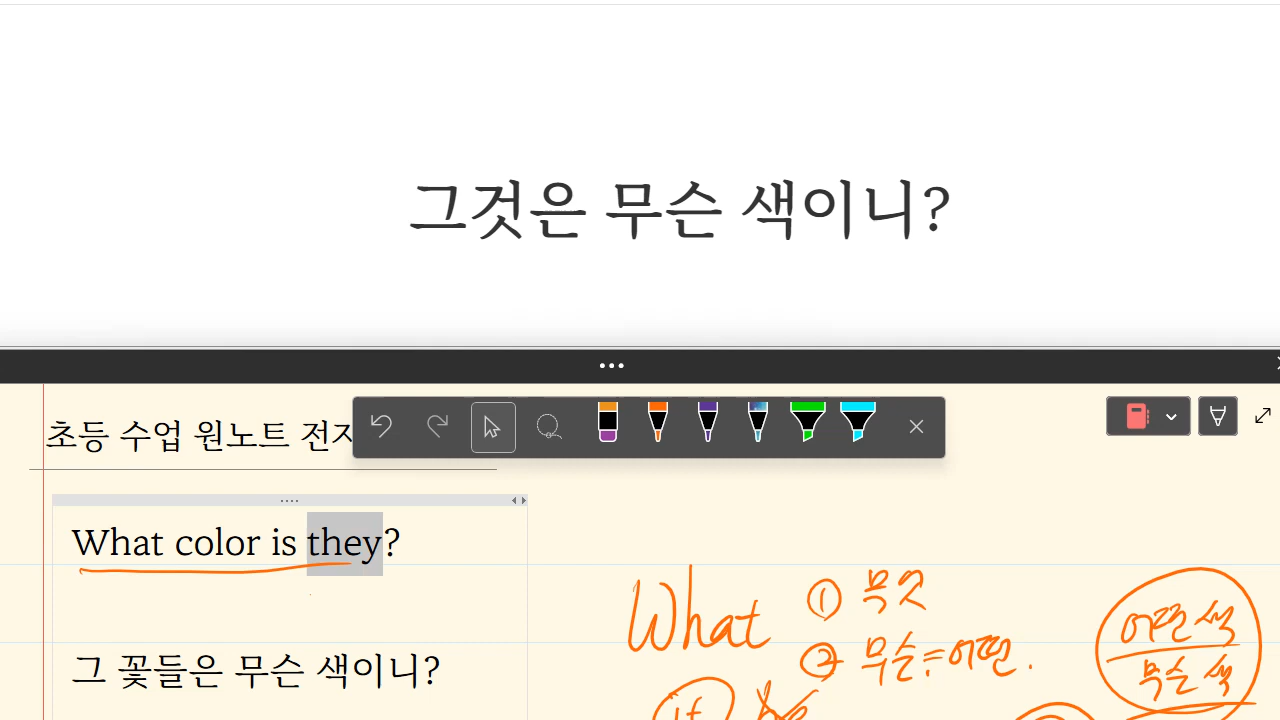 그것은 무슨 색이니?
초등 수업 원노트 전자
What color is they?
What ① 무엇
② 무슨 = 어떤.
어떤 색
무슨 색
그 꽃들은 무슨 색이니?
if